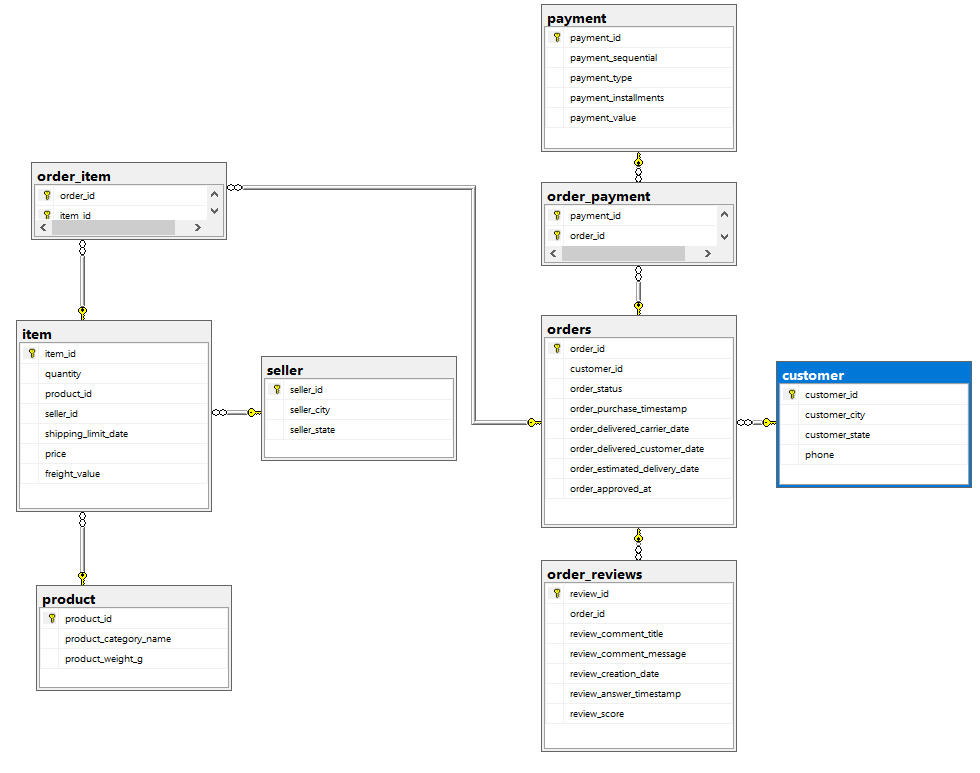 payment
payment_id
payment_sequential
payment_type
payment_installments
payment_value
order_item
order_id
item_id
order_payment
payment_id
order_id
item
item_id
quantity
product_id
seller_id
shipping_limit_date
price
freight_value
seller
seller_id
seller_city
seller_state
orders
order_id
customer_id
order_status
order_purchase_timestamp
order_delivered_carrier_date
order_delivered_customer_date
order_estimated_delivery_date
order_approved_at
customer
customer_id
customer_city
customer_state
phone
product
product_id
product_category_name
product_weight_g
order_reviews
review_id
order_id
review_comment_title
review_comment_message
review_creation_date
review_answer_timestamp
review_score